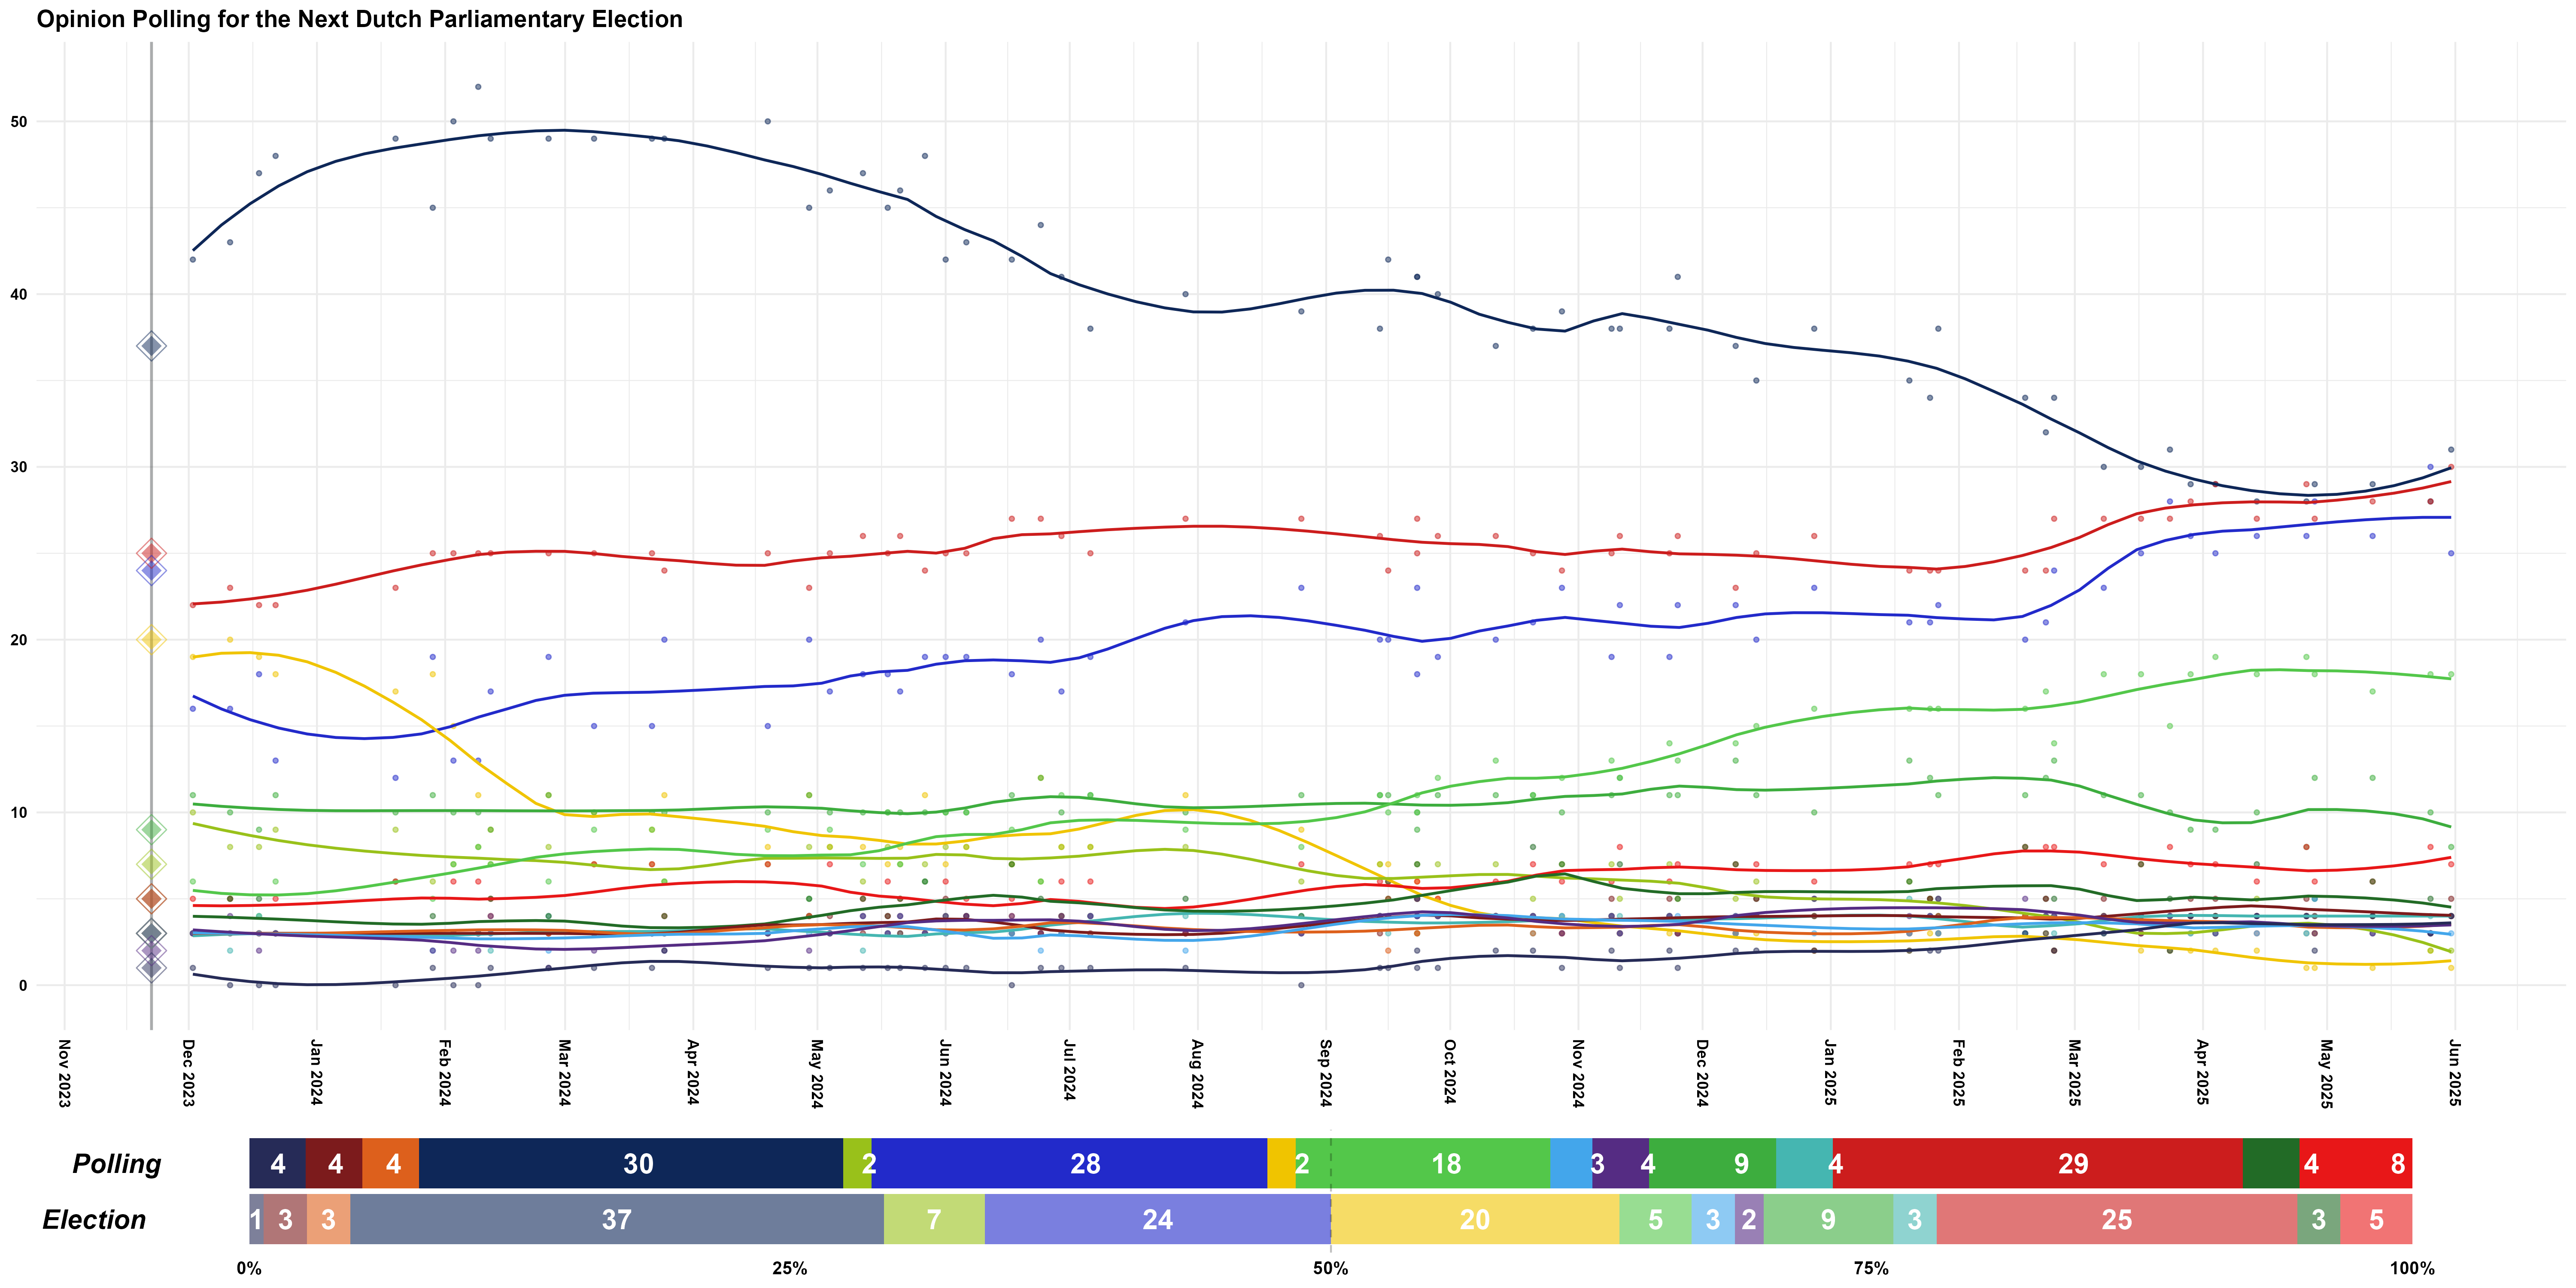 Opinion Polling for the Next Dutch Parliamentary Election
50
40
30
20
10
0
Nov 2023
Dec 2023
Jan 2024
Feb 2024
Mar 2024
Apr 2024
May 2024
Jun 2024
Jul 2024
Aug 2024
Sep 2024
Oct 2024
Nov 2024
Dec 2024
Jan 2025
Feb 2025
Mar 2025
Apr 2025
May 2025
Jun 2025
Polling 4 4 4 30 2 28 2 18 3 4 9 4 29 4 8
Election 1 3 3 37 7 24 20 5 3 2 9 3 25 3 5
0% 25% 50% 75% 100%